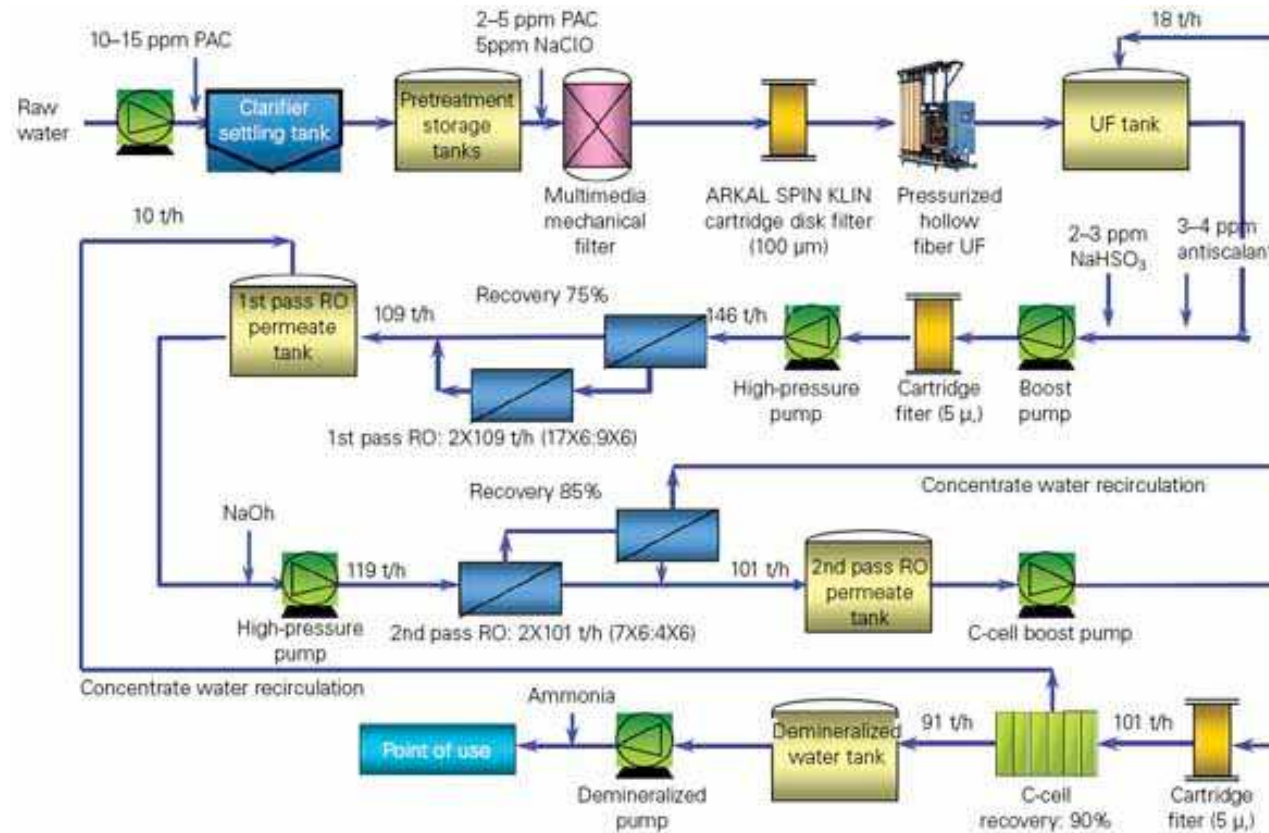 10–15 ppm PAC
2–5 ppm PAC
5ppm NaClO
18 t/h
Raw
water
Clarifier
settling tank
Pretreatment
storage
tanks
UF tank
Multimedia
mechanical
filter
ARKAL SPIN KLIN
cartridge disk filter
(100 µm)
Pressurized
hollow
fiber UF
10 t/h
2–3 ppm
NaHSO3
3–4 ppm
antiscalant
1st pass RO
permeate
tank
109 t/h
Recovery 75%
146 t/h
High-pressure
pump
Cartridge
fiter (5 µ,)
Boost
pump
1st pass RO: 2X109 t/h (17X6:9X6)
Recovery 85%
Concentrate water recirculation
NaOh
119 t/h
101 t/h
2nd pass RO
permeate
tank
High-pressure
pump
2nd pass RO: 2X101 t/h (7X6:4X6)
C-cell boost pump
Concentrate water recirculation
Ammonia
Point of use
Demineralized
pump
Demineralized
water tank
91 t/h
101 t/h
C-cell
recovery: 90%
Cartridge
fiter (5 µ,)